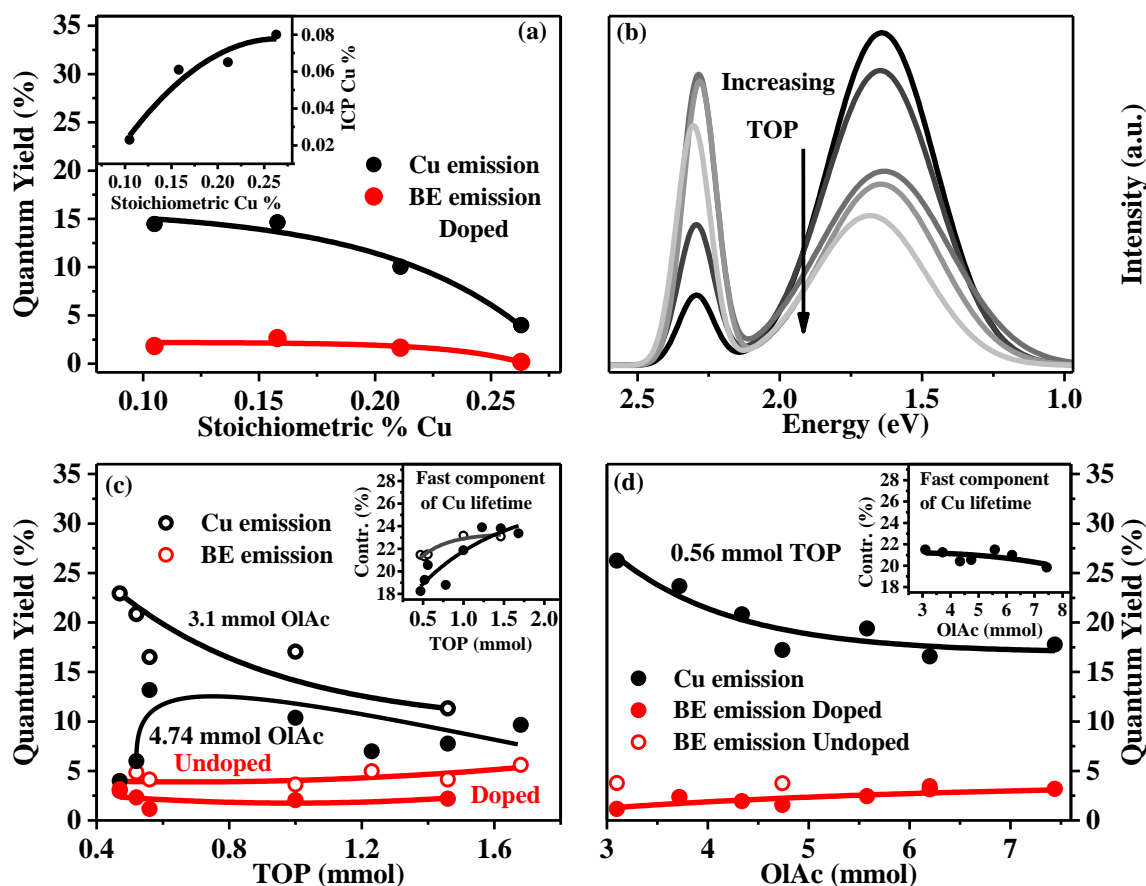 (a)
Quantum Yield (%)
35
30
25
20
15
10
5
0
0.10
0.15
0.20
0.25
Stoichiometric % Cu
ICP Cu %
0.08
0.06
0.04
0.02
0.10 0.15 0.20 0.25
Stoichiometric Cu %
Cu emission
BE emission
Doped
(b)
Increasing
TOP
Intensity (a.u.)
2.5
2.0
1.5
1.0
Energy (eV)
(c)
Quantum Yield (%)
35
30
25
20
15
10
5
0
0.4
0.8
1.2
1.6
TOP (mmol)
Cu emission
BE emission
3.1 mmol OlAc
4.74 mmol OlAc
Undoped
Doped
Fast component
of Cu lifetime
Contr. (%)
28
26
24
22
20
18
0.5 1.0 1.5 2.0
TOP (mmol)
(d)
0.56 mmol TOP
Cu emission
BE emission Doped
BE emission Undoped
Fast component
of Cu lifetime
Contr. (%)
28
26
24
22
20
18
3 4 5 6 7 8
OlAc (mmol)
Quantum Yield (%)
35
30
25
20
15
10
5
0
3
4
5
6
7
OlAc (mmol)